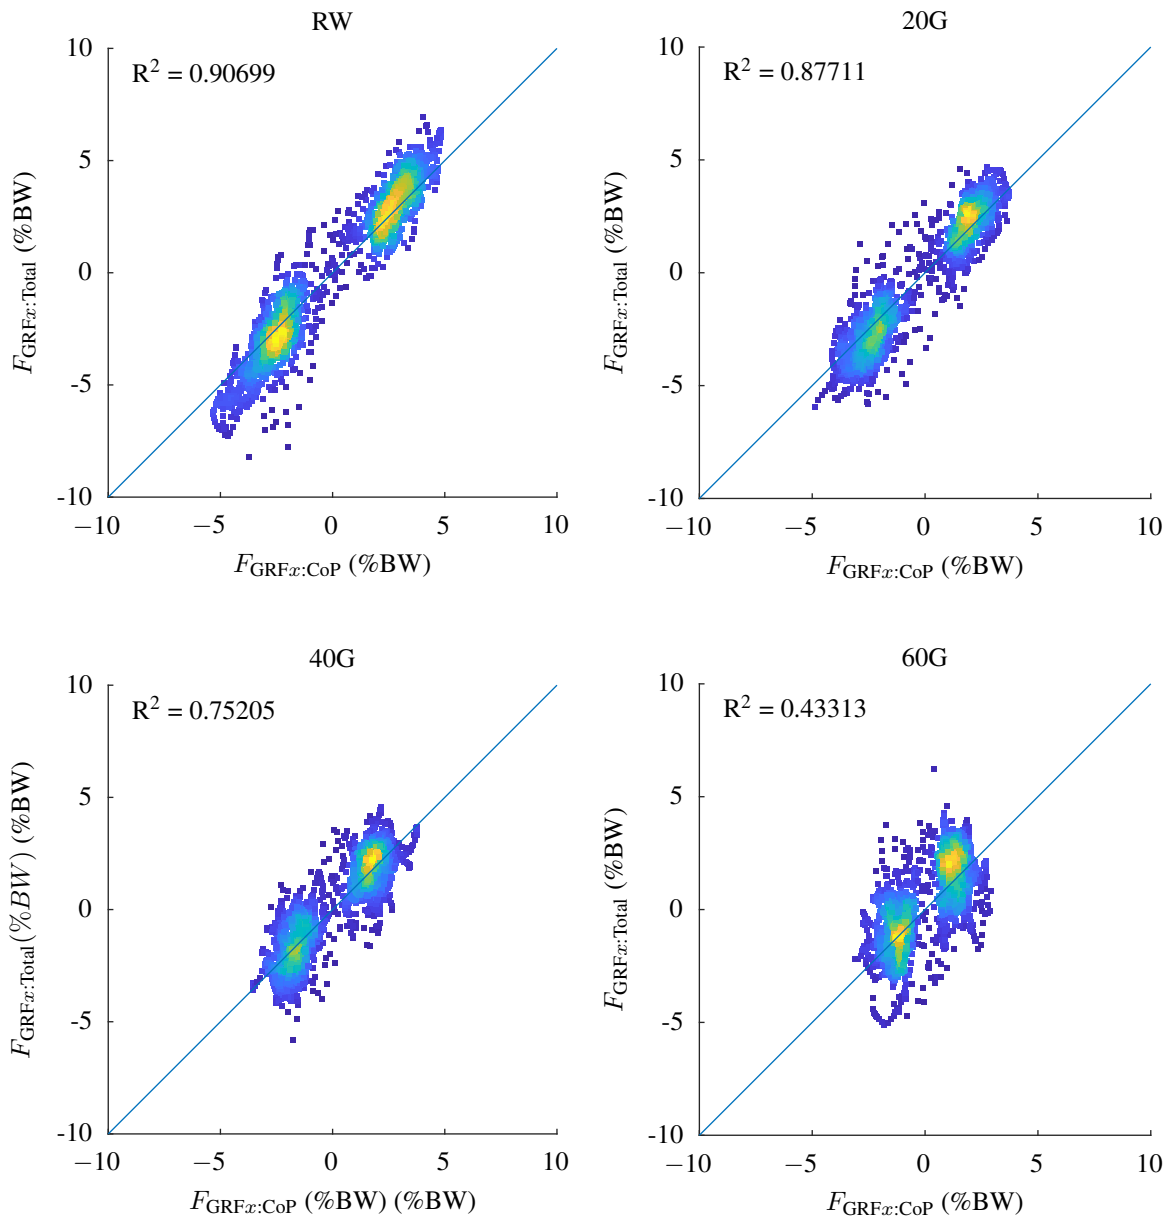 RW
R² = 0.90699
10
5
0
-5
-10
F_GRFx:Total (%BW)
−10 −5 0 5 10
F_GRFx:CoP (%BW)
20G
R² = 0.87711
10
5
0
-5
-10
F_GRFx:Total (%BW)
−10 −5 0 5 10
F_GRFx:CoP (%BW)
40G
R² = 0.75205
10
5
0
-5
-10
F_GRFx:Total(%BW) (%BW)
−10 −5 0 5 10
F_GRFx:CoP (%BW) (%BW)
60G
R² = 0.43313
10
5
0
-5
-10
F_GRFx:Total (%BW)
−10 −5 0 5 10
F_GRFx:CoP (%BW)